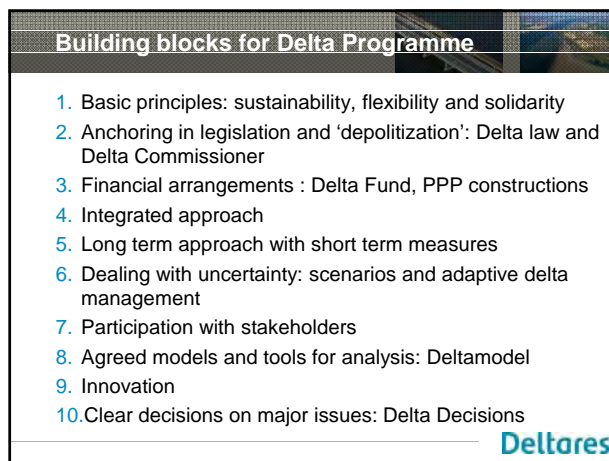 Building blocks for Delta Programme
1. Basic principles: sustainability, flexibility and solidarity
2. Anchoring in legislation and ‘depolitization’: Delta law and
Delta Commissioner
3. Financial arrangements : Delta Fund, PPP constructions
4. Integrated approach
5. Long term approach with short term measures
6. Dealing with uncertainty: scenarios and adaptive delta
management
7. Participation with stakeholders
8. Agreed models and tools for analysis: Deltamodel
9. Innovation
10.Clear decisions on major issues: Delta Decisions
Deltares